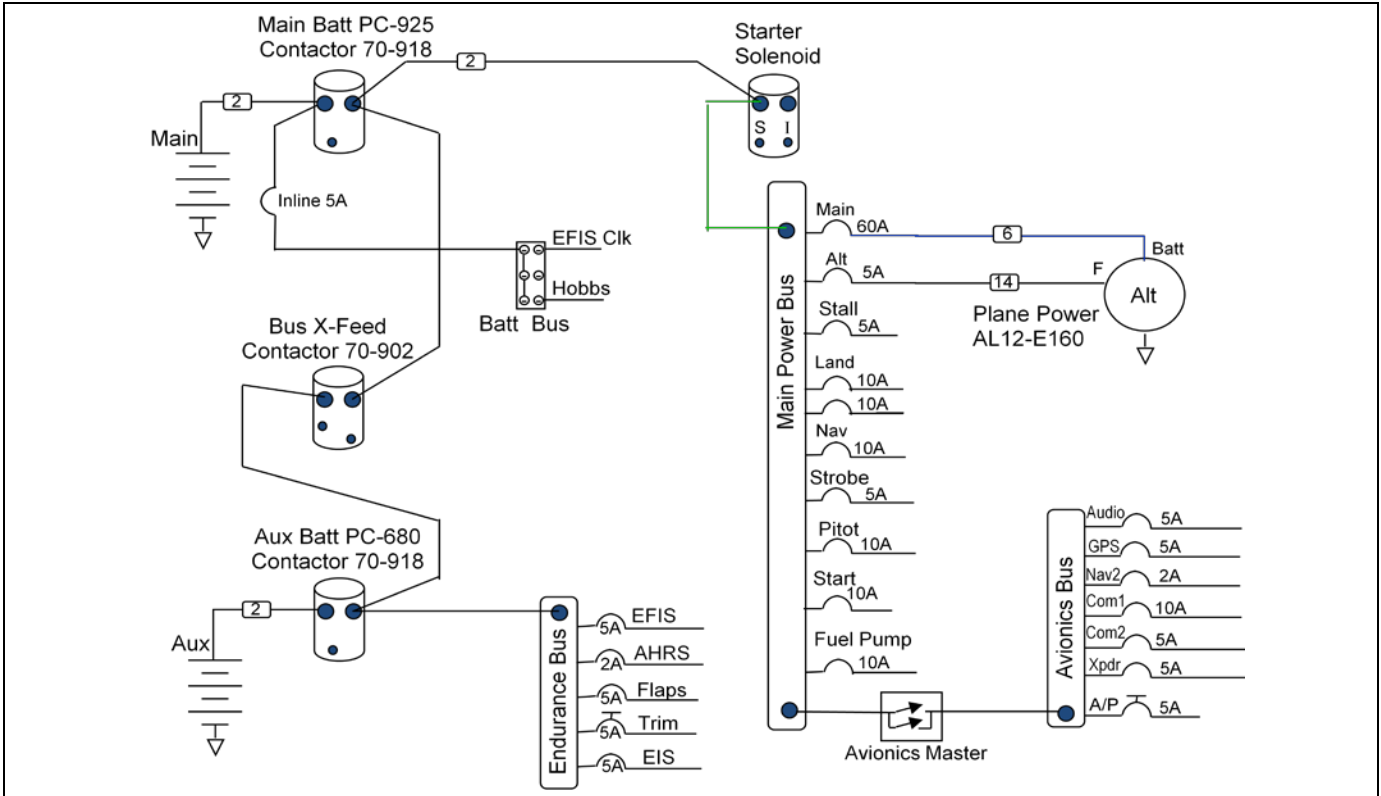 Main Batt PC-925
Contactor 70-918
2
2
Main
Inline 5A
EFIS Clk
Hobbs
Batt Bus
Bus X-Feed
Contactor 70-902
Aux Batt PC-680
Contactor 70-918
2
Aux
Endurance Bus
EFIS
5A
AHRS
2A
Flaps
5A
Trim
5A
EIS
5A
Starter
Solenoid
S I
Main Power Bus
Main
60A
6
Batt
Alt
5A
14
F
Alt
Plane Power
AL12-E160
Stall
5A
Land
10A
10A
Nav
10A
Strobe
5A
Pitot
10A
Start
10A
Fuel Pump
10A
Avionics Master
Avionics Bus
Audio
5A
GPS
5A
Nav2
2A
Com1
10A
Com2
5A
Xpdr
5A
A/P
5A